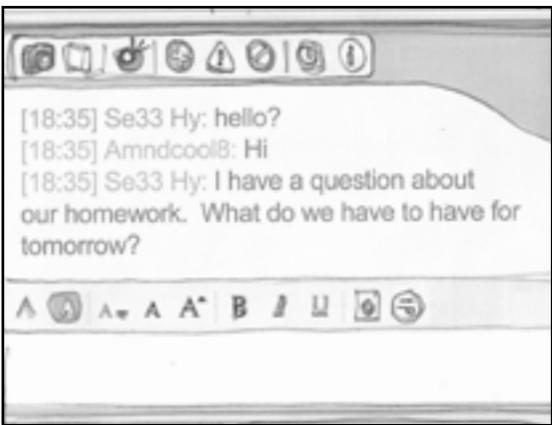 [18:35] Se33 Hy: hello?
[18:35] Amndcool8: Hi
[18:35] Se33 Hy: I have a question about
our homework.  What do we have to have for
tomorrow?
A A A B I U